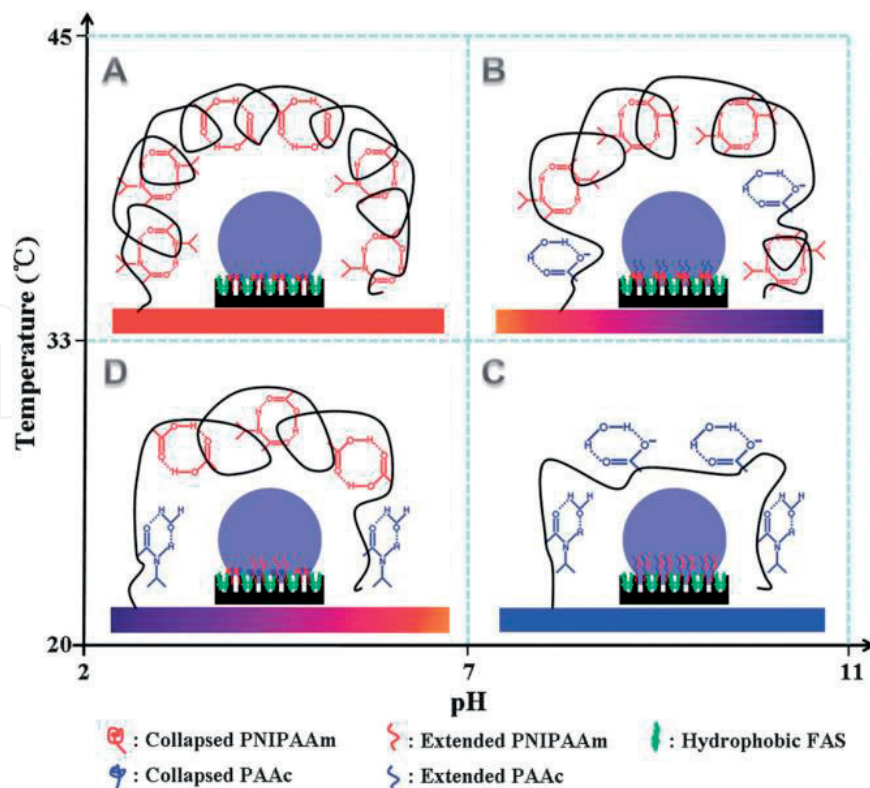 45
A
B
Temperature (℃)
33
D
C
20
2
7
11
pH
: Collapsed PNIPAAm
: Extended PNIPAAm
: Hydrophobic FAS
: Collapsed PAAc
: Extended PAAc